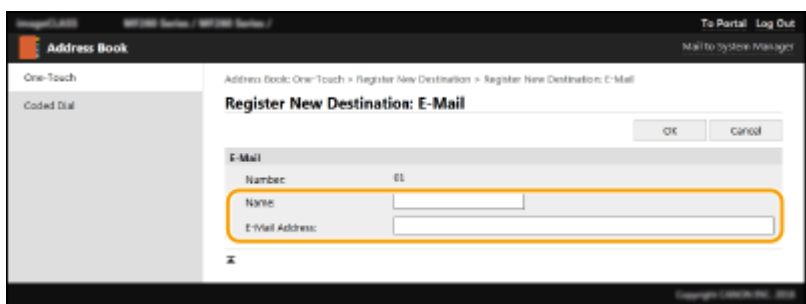 To Portal Log Out
Address Book
Mail to System Manager
One-Touch
Coded Dial
Address Book: One-Touch > Register New Destination > Register New Destination: E-Mail
Register New Destination: E-Mail
OK Cancel
E-Mail
Number: 01
Name:
E-Mail Address: